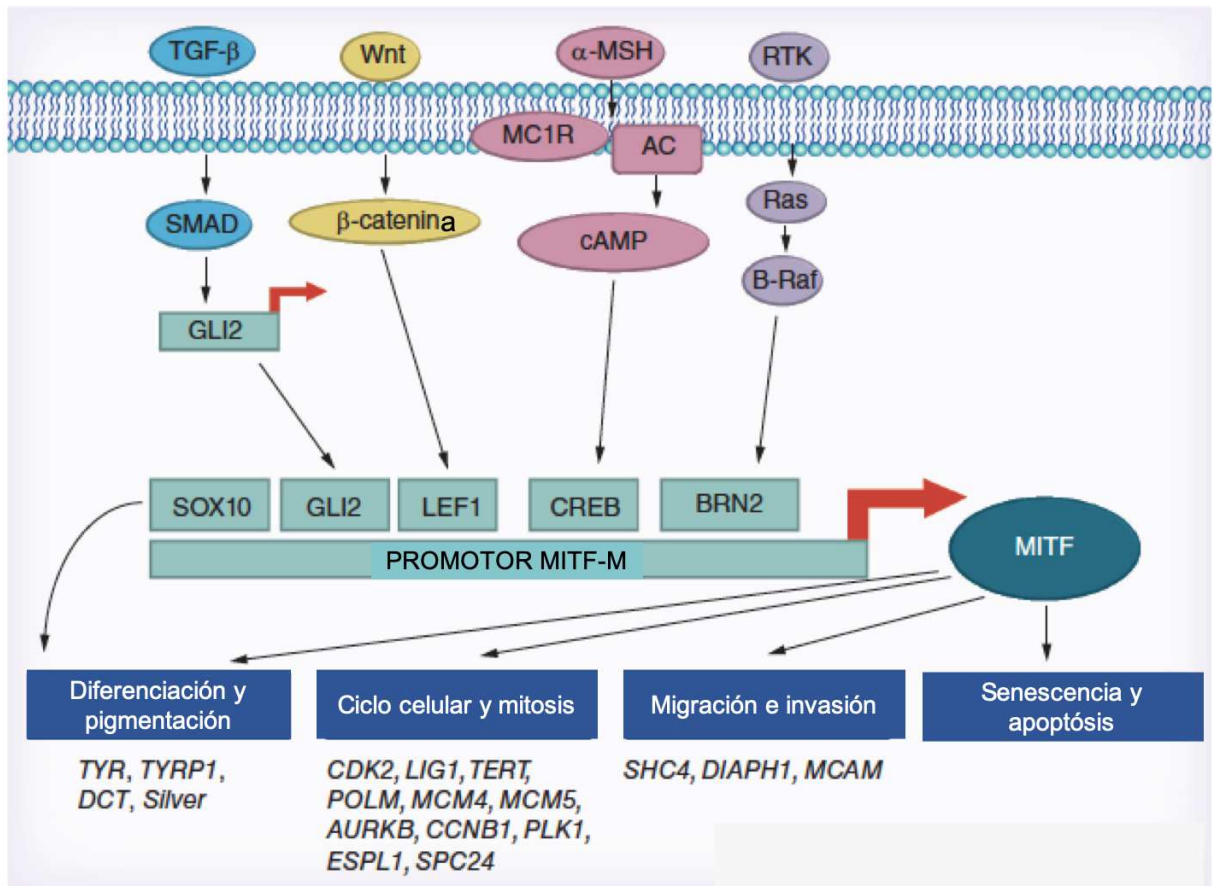 TGF-β
Wnt
α-MSH
RTK
MC1R
AC
SMAD
β-catenina
cAMP
Ras
B-Raf
GLI2
SOX10
GLI2
LEF1
CREB
BRN2
PROMOTOR MITF-M
MITF
Diferenciación y
pigmentación
Ciclo celular y mitosis
Migración e invasión
Senescencia y
apoptósis
TYR, TYRP1,
DCT, Silver
CDK2, LIG1, TERT,
POLM, MCM4, MCM5,
AURKB, CCNB1, PLK1,
ESPL1, SPC24
SHC4, DIAPH1, MCAM